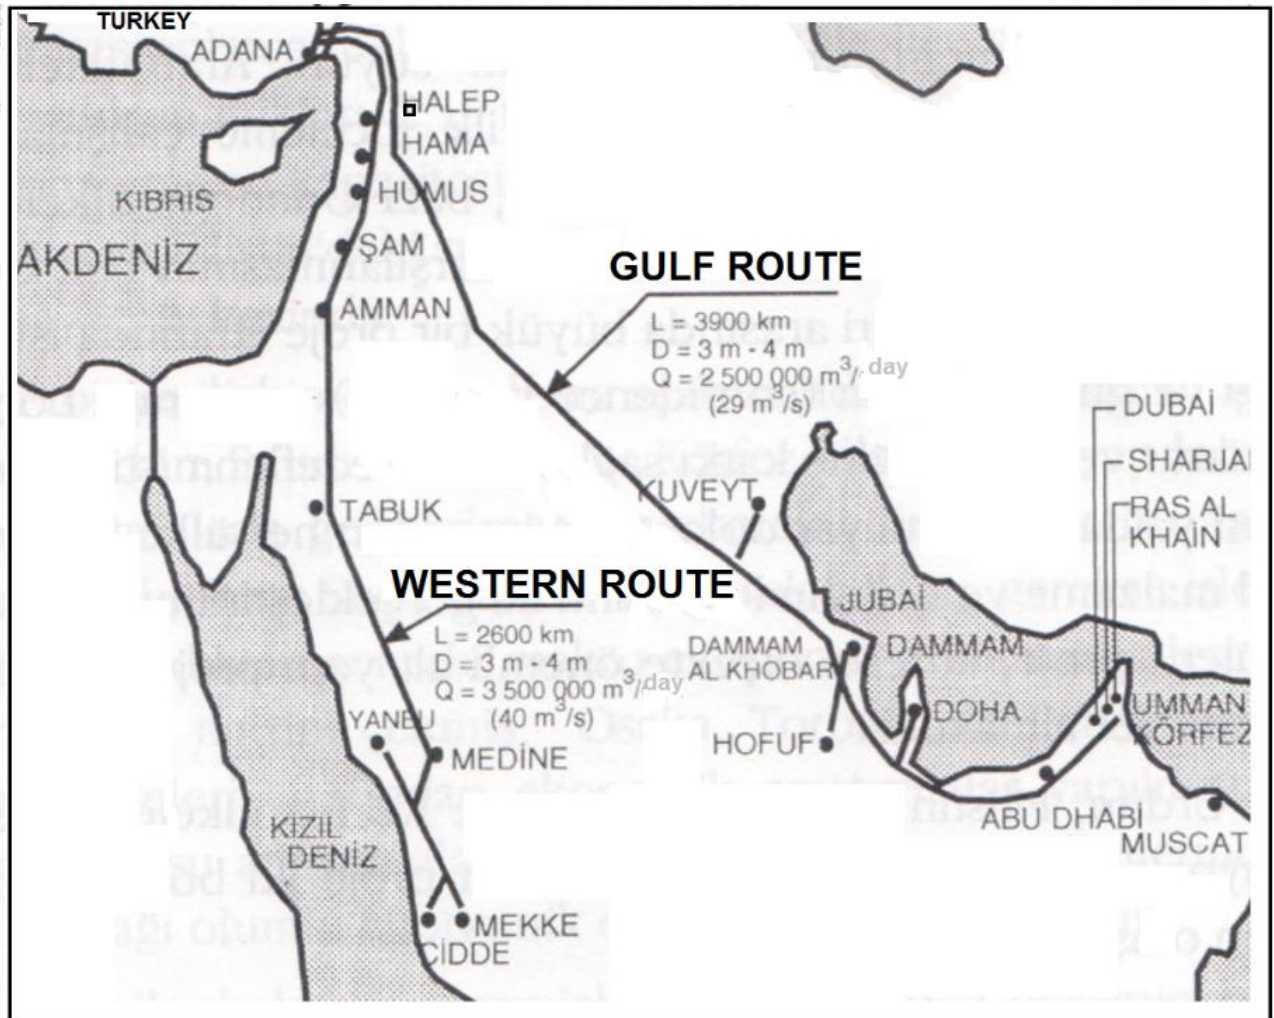 TURKEY
ADANA
HALEP
HAMA
KIBRIS
HUMUS
AKDENİZ
ŞAM
AMMAN
GULF ROUTE
L = 3900 km
D = 3 m - 4 m
Q = 2 500 000 m³/ day
(29 m³/s)
DUBAİ
SHARJA
RAS AL
KHAIN
KUVEYT
TABUK
WESTERN ROUTE
L = 2600 km
D = 3 m - 4 m
Q = 3 500 000 m³/day
(40 m³/s)
JUBAİ
DAMMAM
AL KHOBAR
DAMMAM
DOHA
UMMAN
KÖRFEZ
YANBU
MEDİNE
HOFUF
ABU DHABİ
MUSCAT
KIZIL
DENİZ
MEKKE
CİDDE